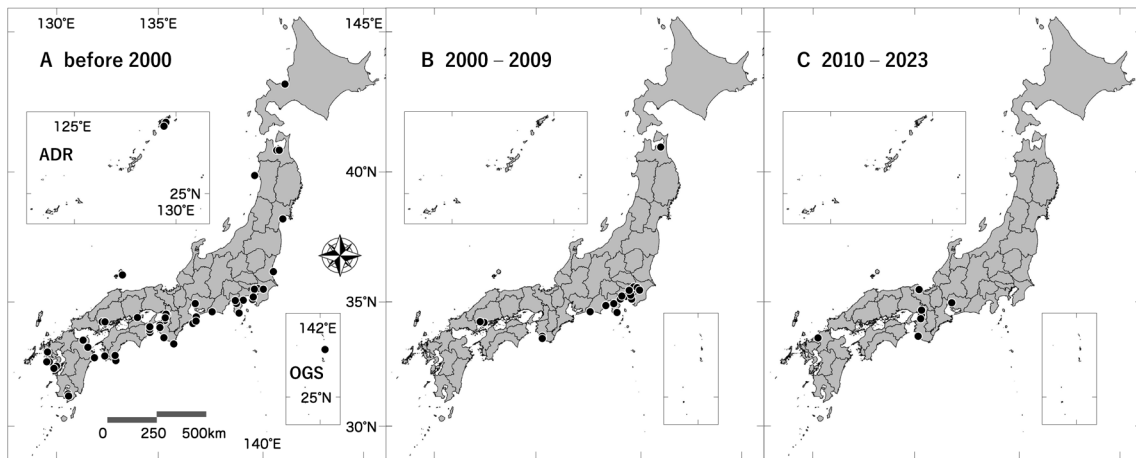 130°E 135°E 145°E
A before 2000
B 2000 – 2009
C 2010 – 2023
125°E
ADR
25°N
130°E
40°N
35°N
142°E
OGS
25°N
30°N
0 250 500km
140°E